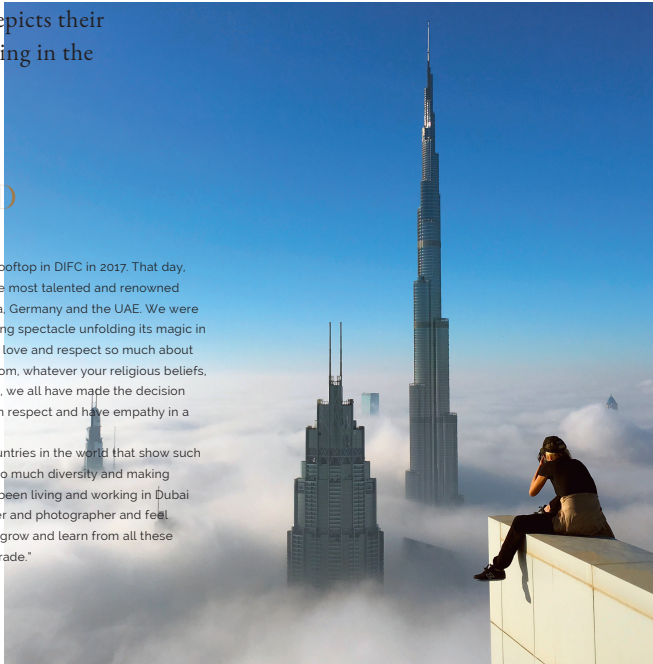 epicts their
ing in the
)
ooftop in DIFC in 2017. That day,
e most talented and renowned
a, Germany and the UAE. We were
ng spectacle unfolding its magic in
love and respect so much about
om, whatever your religious beliefs,
, we all have made the decision
n respect and have empathy in a
untries in the world that show such
o much diversity and making
been living and working in Dubai
er and photographer and feel
grow and learn from all these
rade."